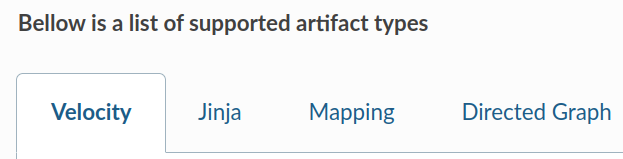 Bellow is a list of supported artifact types
Velocity Jinja Mapping Directed Graph